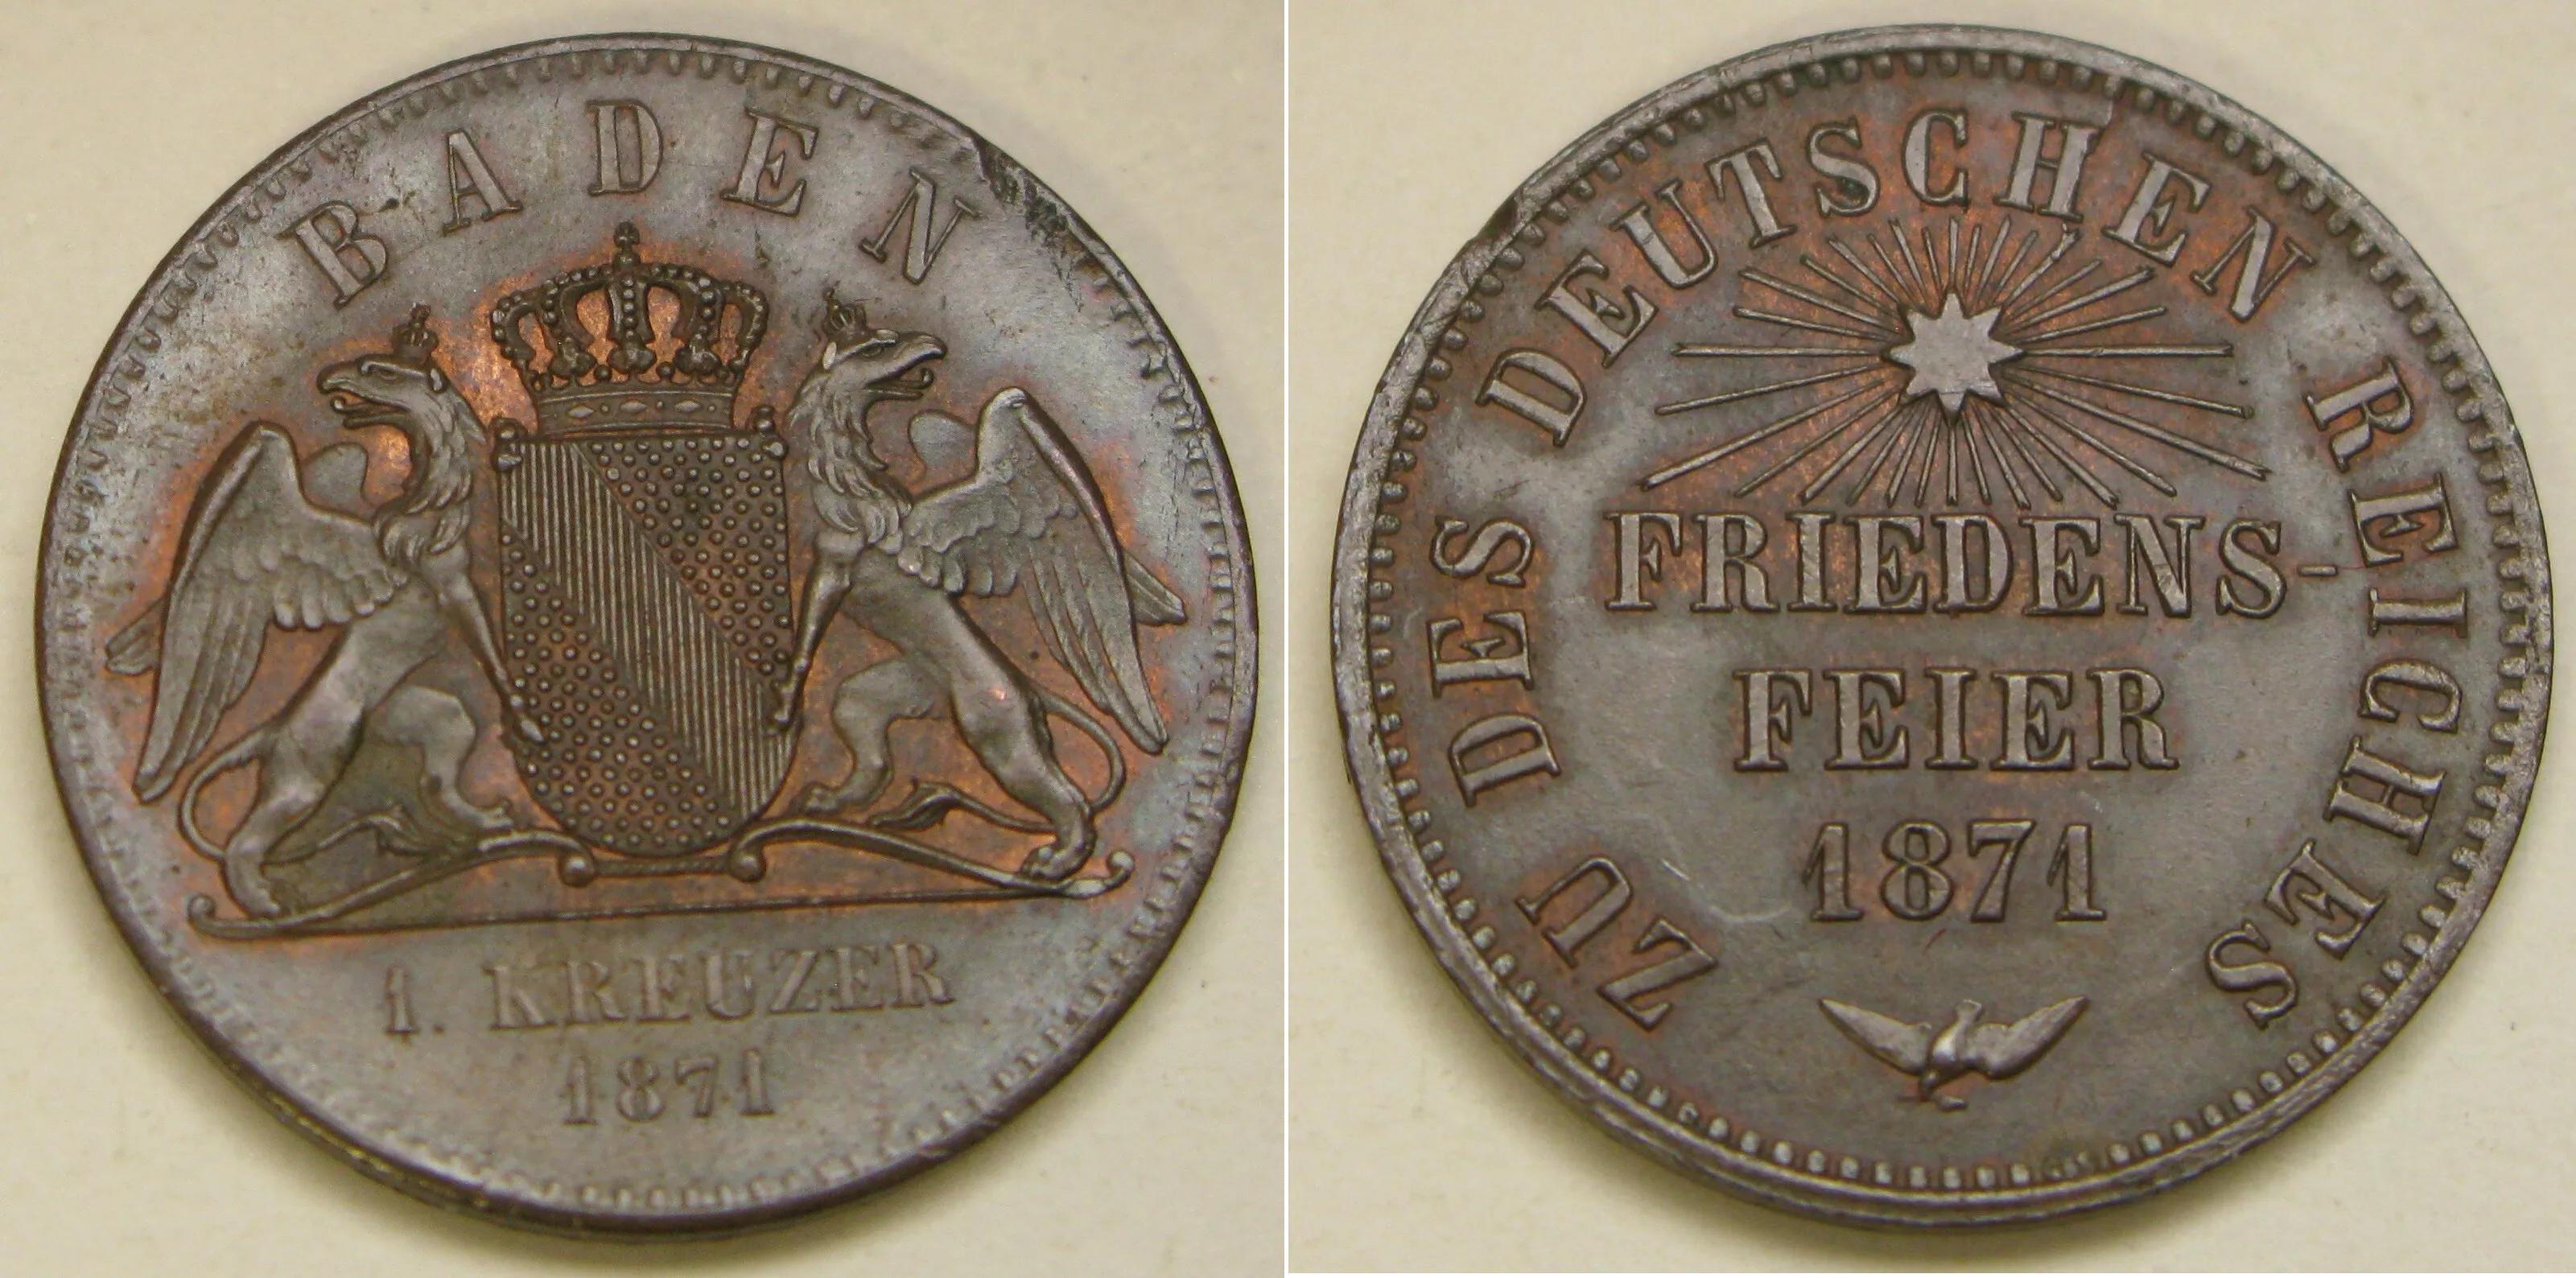 BADEN
1. KREUZER
1871
ZU DES DEUTSCHEN REICHES
FRIEDENS-
FEIER
1871